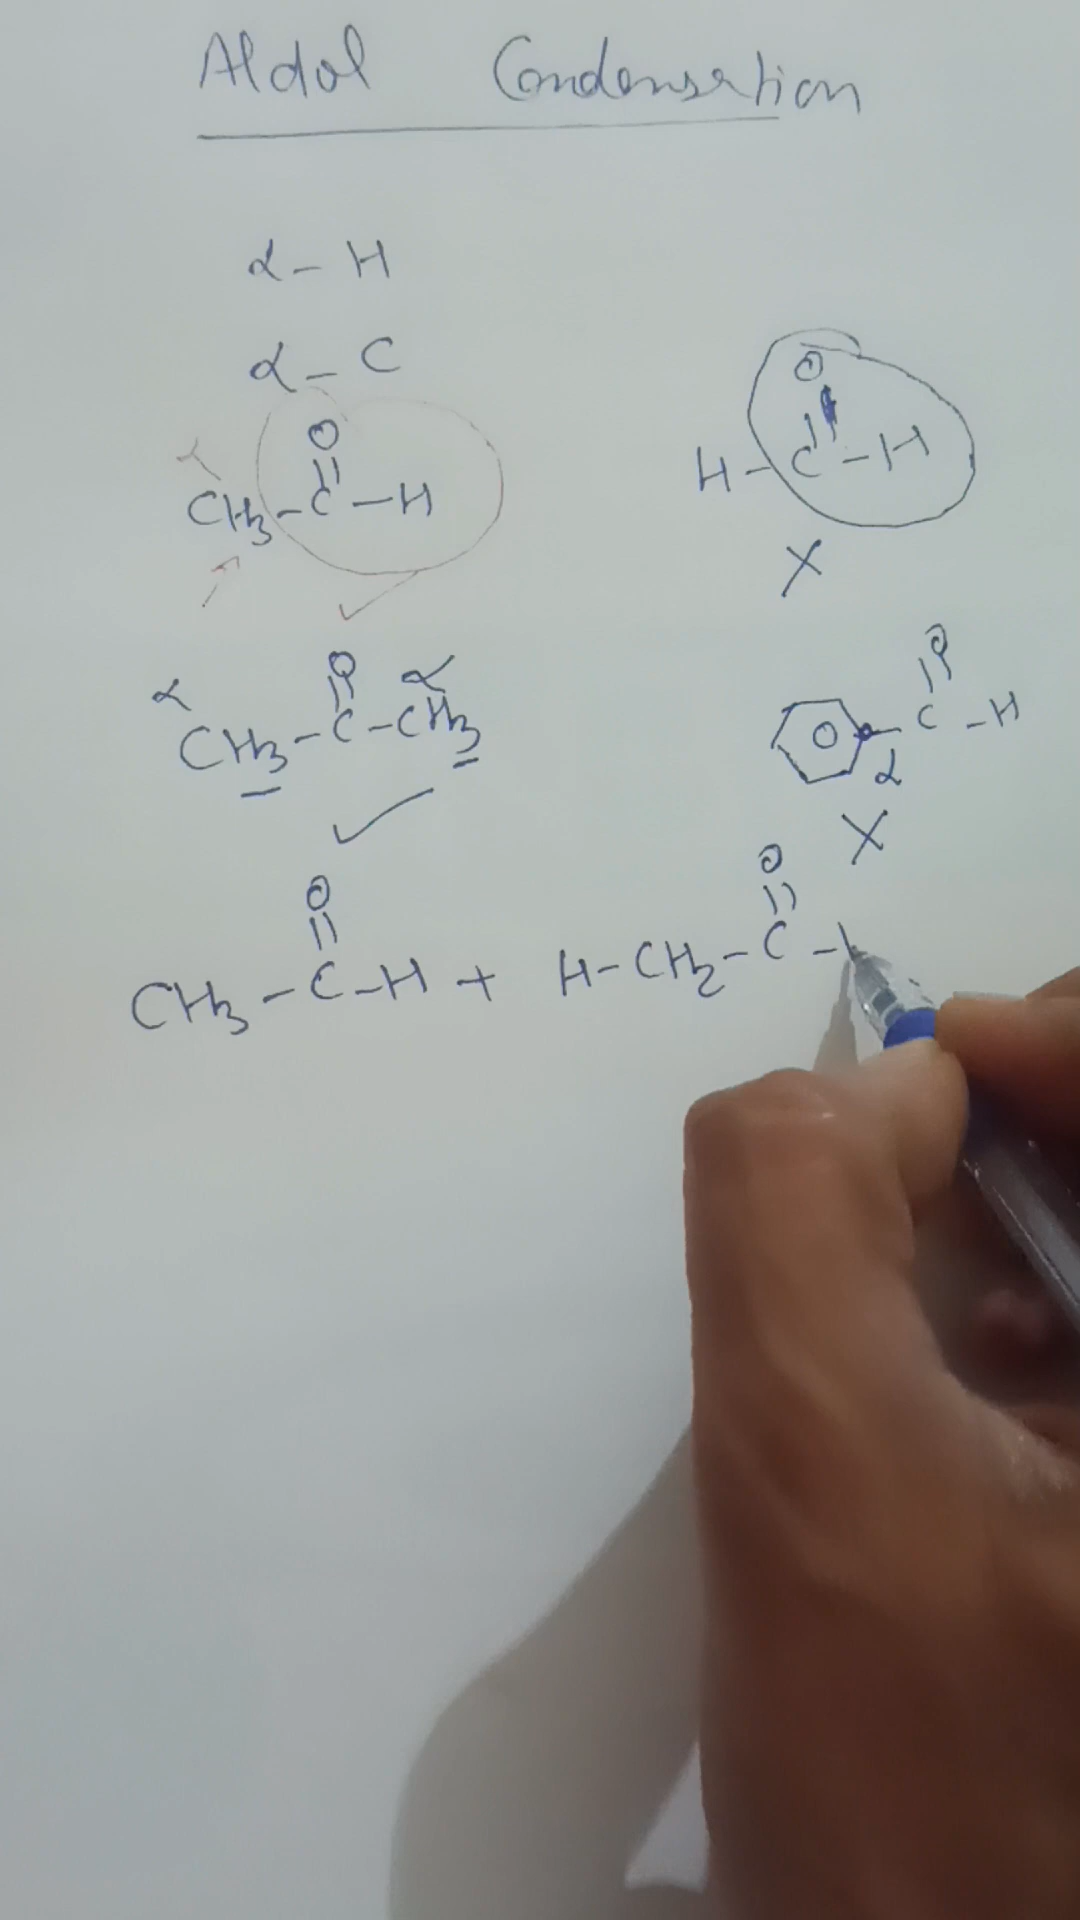 Aldol Condensation
α - H
α - C
O
O
CH3 - C - H
H - C - H
α
X
O
α
O
α
CH3 - C - CH3
C - H
α
X
O
O
CH3 - C - H + H - CH2 - C -